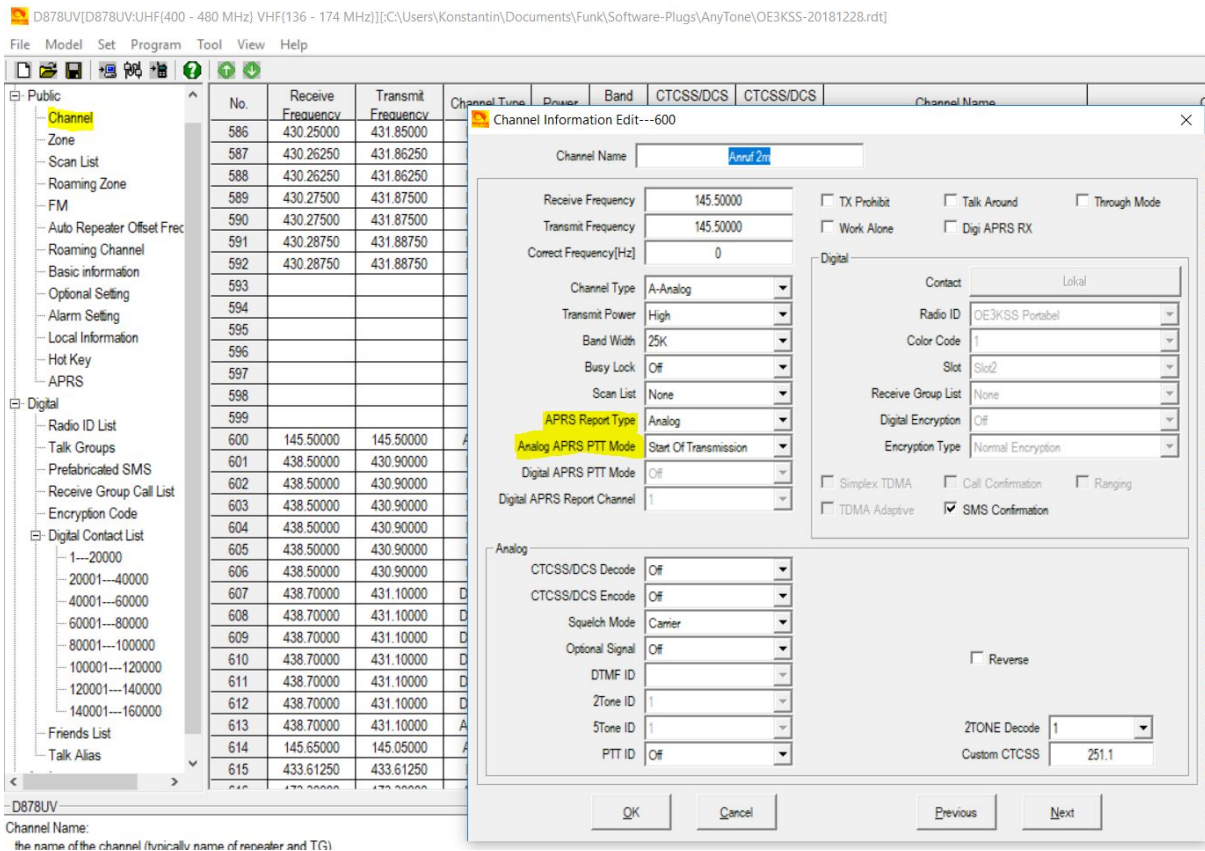 D878UV[D878UV:UHF{400 - 480 MHz} VHF{136 - 174 MHz}][:C:\Users\Konstantin\Documents\Funk\Software-Plugs\AnyTone\OE3KSS-20181228.rdt]
File Model Set Program Tool View Help
Public
Channel
Zone
Scan List
Roaming Zone
FM
Auto Repeater Offset Frec
Roaming Channel
Basic information
Optional Setting
Alarm Setting
Local Information
Hot Key
APRS
Digital
Radio ID List
Talk Groups
Prefabricated SMS
Receive Group Call List
Encryption Code
Digital Contact List
1---20000
20001---40000
40001---60000
60001---80000
80001---100000
100001---120000
120001---140000
140001---160000
Friends List
Talk Alias
No. Receive Frequency Transmit Frequency Channel Type Power Band CTCSS/DCS CTCSS/DCS Channel Name
586 430.25000 431.85000
587 430.26250 431.86250
588 430.26250 431.86250
589 430.27500 431.87500
590 430.27500 431.87500
591 430.28750 431.88750
592 430.28750 431.88750
593
594
595
596
597
598
599
600 145.50000 145.50000 A
601 438.50000 430.90000
602 438.50000 430.90000
603 438.50000 430.90000
604 438.50000 430.90000
605 438.50000 430.90000
606 438.50000 430.90000
607 438.70000 431.10000 D
608 438.70000 431.10000 D
609 438.70000 431.10000 D
610 438.70000 431.10000 D
611 438.70000 431.10000 D
612 438.70000 431.10000 D
613 438.70000 431.10000 A
614 145.65000 145.05000 A
615 433.61250 433.61250
Channel Information Edit---600
Channel Name Anruf 2m
Receive Frequency 145.50000
Transmit Frequency 145.50000
Correct Frequency[Hz] 0
Channel Type A-Analog
Transmit Power High
Band Width 25K
Busy Lock Off
Scan List None
APRS Report Type Analog
Analog APRS PTT Mode Start Of Transmission
Digital APRS PTT Mode Off
Digital APRS Report Channel 1
TX Prohibit Talk Around Through Mode
Work Alone Digi APRS RX
Digital
Contact Lokal
Radio ID OE3KSS Portabel
Color Code 1
Slot Slot2
Receive Group List None
Digital Encryption Off
Encryption Type Normal Encryption
Simplex TDMA Call Confirmation Ranging
TDMA Adaptive SMS Confirmation
Analog
CTCSS/DCS Decode Off
CTCSS/DCS Encode Off
Squelch Mode Carrier
Optional Signal Off
DTMF ID
2Tone ID 1
5Tone ID 1
PTT ID Off
Reverse
2TONE Decode 1
Custom CTCSS 251.1
OK Cancel Previous Next
D878UV
Channel Name:
the name of the channel (typically name of repeater and TG)